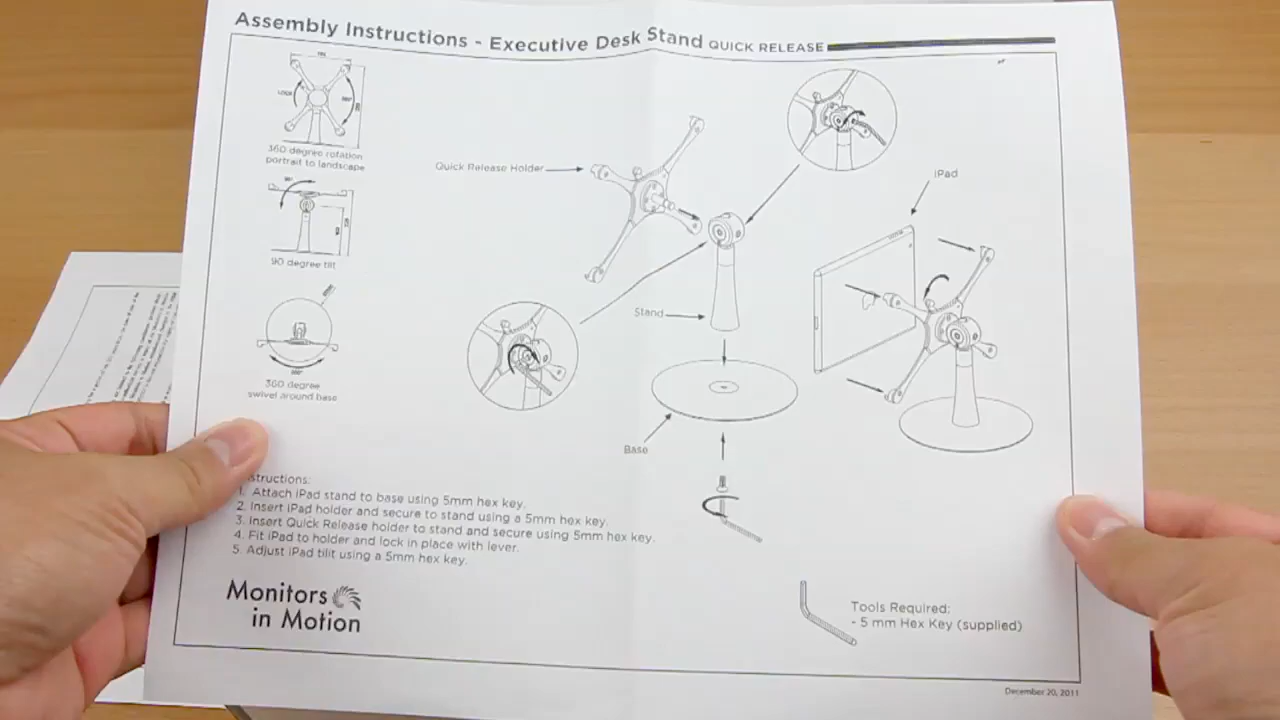 Assembly Instructions - Executive Desk Stand QUICK RELEASE
LOCK
360 degree rotation
portrait to landscape
90°
90 degree tilt
360 degree
swivel around base
Quick Release Holder
iPad
Stand
Base
structions:
1. Attach iPad stand to base using 5mm hex key.
2. Insert iPad holder and secure to stand using a 5mm hex key.
3. Insert Quick Release holder to stand and secure using 5mm hex key.
4. Fit iPad to holder and lock in place with lever.
5. Adjust iPad tilit using a 5mm hex key.
Monitors
in Motion
Tools Required:
- 5 mm Hex Key (supplied)
December 20, 2011